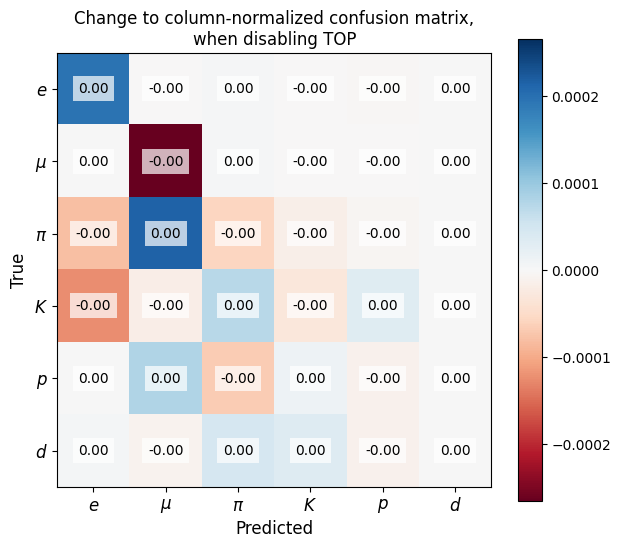 Change to column-normalized confusion matrix,
when disabling TOP
e 0.00 -0.00 0.00 -0.00 -0.00 0.00
μ 0.00 -0.00 0.00 -0.00 -0.00 0.00
π -0.00 0.00 -0.00 -0.00 -0.00 0.00
K -0.00 -0.00 0.00 -0.00 0.00 0.00
p 0.00 0.00 -0.00 0.00 -0.00 0.00
d 0.00 -0.00 0.00 0.00 -0.00 0.00
True
e μ π K p d
Predicted
0.0002
0.0001
0.0000
−0.0001
−0.0002